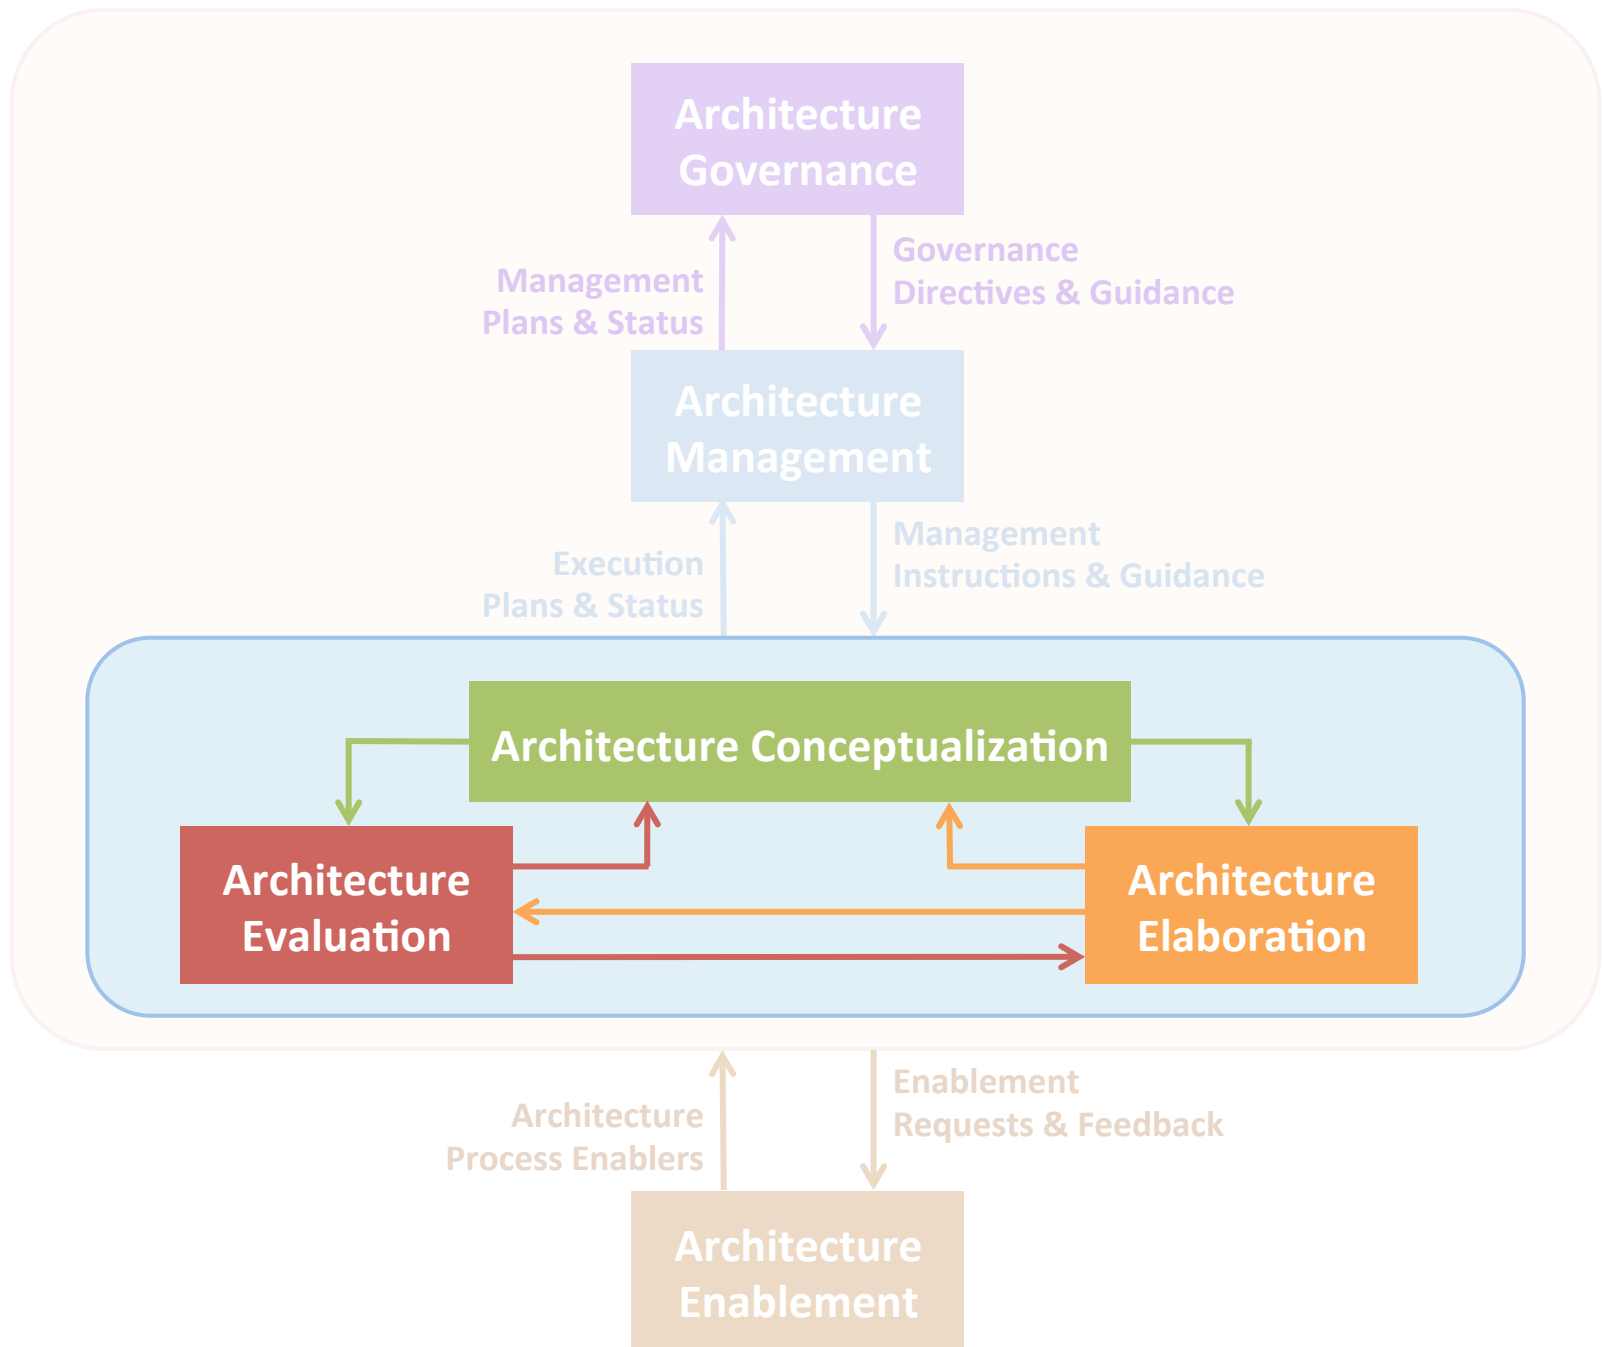 Architecture
Governance
Management
Plans & Status
Governance
Directives & Guidance
Architecture
Management
Execution
Plans & Status
Management
Instructions & Guidance
Architecture Conceptualization
Architecture
Evaluation
Architecture
Elaboration
Architecture
Process Enablers
Enablement
Requests & Feedback
Architecture
Enablement